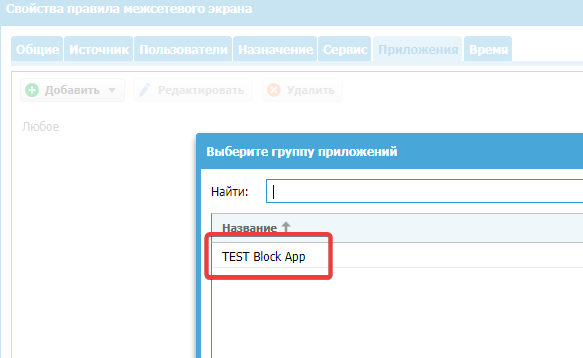 Свойства правила межсетевого экрана
Общие Источник Пользователи Назначение Сервис Приложения Время
Добавить Редактировать Удалить
Любое
Выберите группу приложений
Найти:
Название
TEST Block App